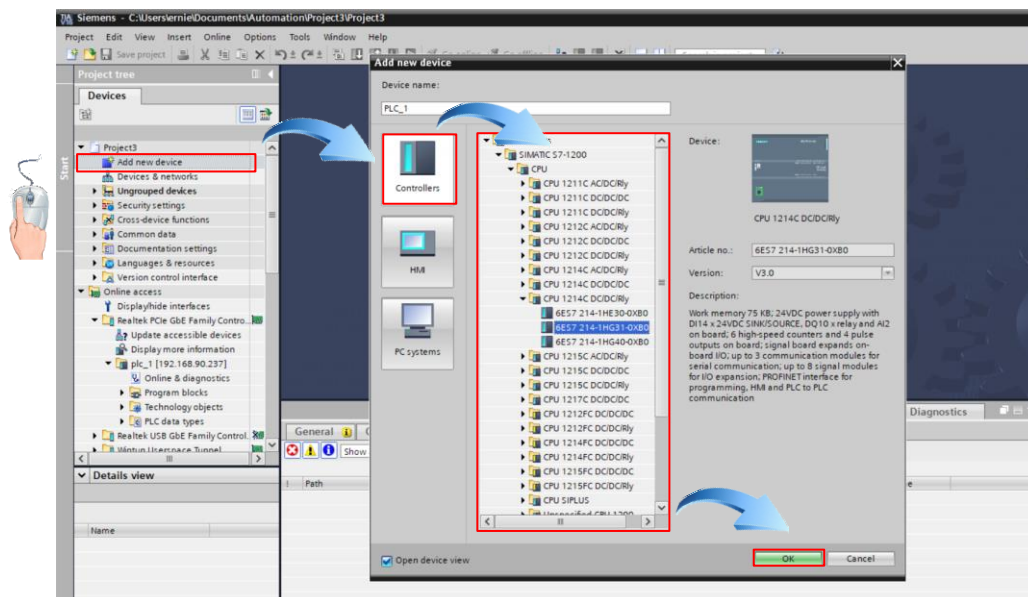 Siemens - C:\Users\ernie\Documents\Automation\Project3\Project3
Project Edit View Insert Online Options Tools Window Help
Save project
Project tree
Devices
Start
Project3
Add new device
Devices & networks
Ungrouped devices
Security settings
Cross-device functions
Common data
Documentation settings
Languages & resources
Version control interface
Online access
Display/hide interfaces
Realtek PCIe GbE Family Contro..
Update accessible devices
Display more information
plc_1 [192.168.90.237]
Online & diagnostics
Program blocks
Technology objects
PLC data types
Realtek USB GbE Family Control..
Wintun Userspace Tunnel
Details view
Name
General
Show
! Path
Diagnostics
e
Add new device
Device name:
PLC_1
Controllers
HMI
PC systems
SIMATIC S7-1200
CPU
CPU 1211C AC/DC/Rly
CPU 1211C DC/DC/DC
CPU 1211C DC/DC/Rly
CPU 1212C AC/DC/Rly
CPU 1212C DC/DC/DC
CPU 1212C DC/DC/Rly
CPU 1214C AC/DC/Rly
CPU 1214C DC/DC/DC
CPU 1214C DC/DC/Rly
6ES7 214-1HE30-0XB0
6ES7 214-1HG31-0XB0
6ES7 214-1HG40-0XB0
CPU 1215C AC/DC/Rly
CPU 1215C DC/DC/DC
CPU 1215C DC/DC/Rly
CPU 1217C DC/DC/DC
CPU 1212FC DC/DC/DC
CPU 1212FC DC/DC/Rly
CPU 1214FC DC/DC/DC
CPU 1214FC DC/DC/Rly
CPU 1215FC DC/DC/DC
CPU 1215FC DC/DC/Rly
CPU SIPLUS
Unspecified CPU 1200
Device:
CPU 1214C DC/DC/Rly
Article no.: 6ES7 214-1HG31-0XB0
Version: V3.0
Description:
Work memory 75 KB; 24VDC power supply with
DI14 x 24VDC SINK/SOURCE, DQ10 x relay and AI2
on board; 6 high-speed counters and 4 pulse
outputs on board; signal board expands on-
board I/O; up to 3 communication modules for
serial communication; up to 8 signal modules
for I/O expansion; PROFINET interface for
programming, HMI and PLC to PLC
communication
Open device view
OK Cancel